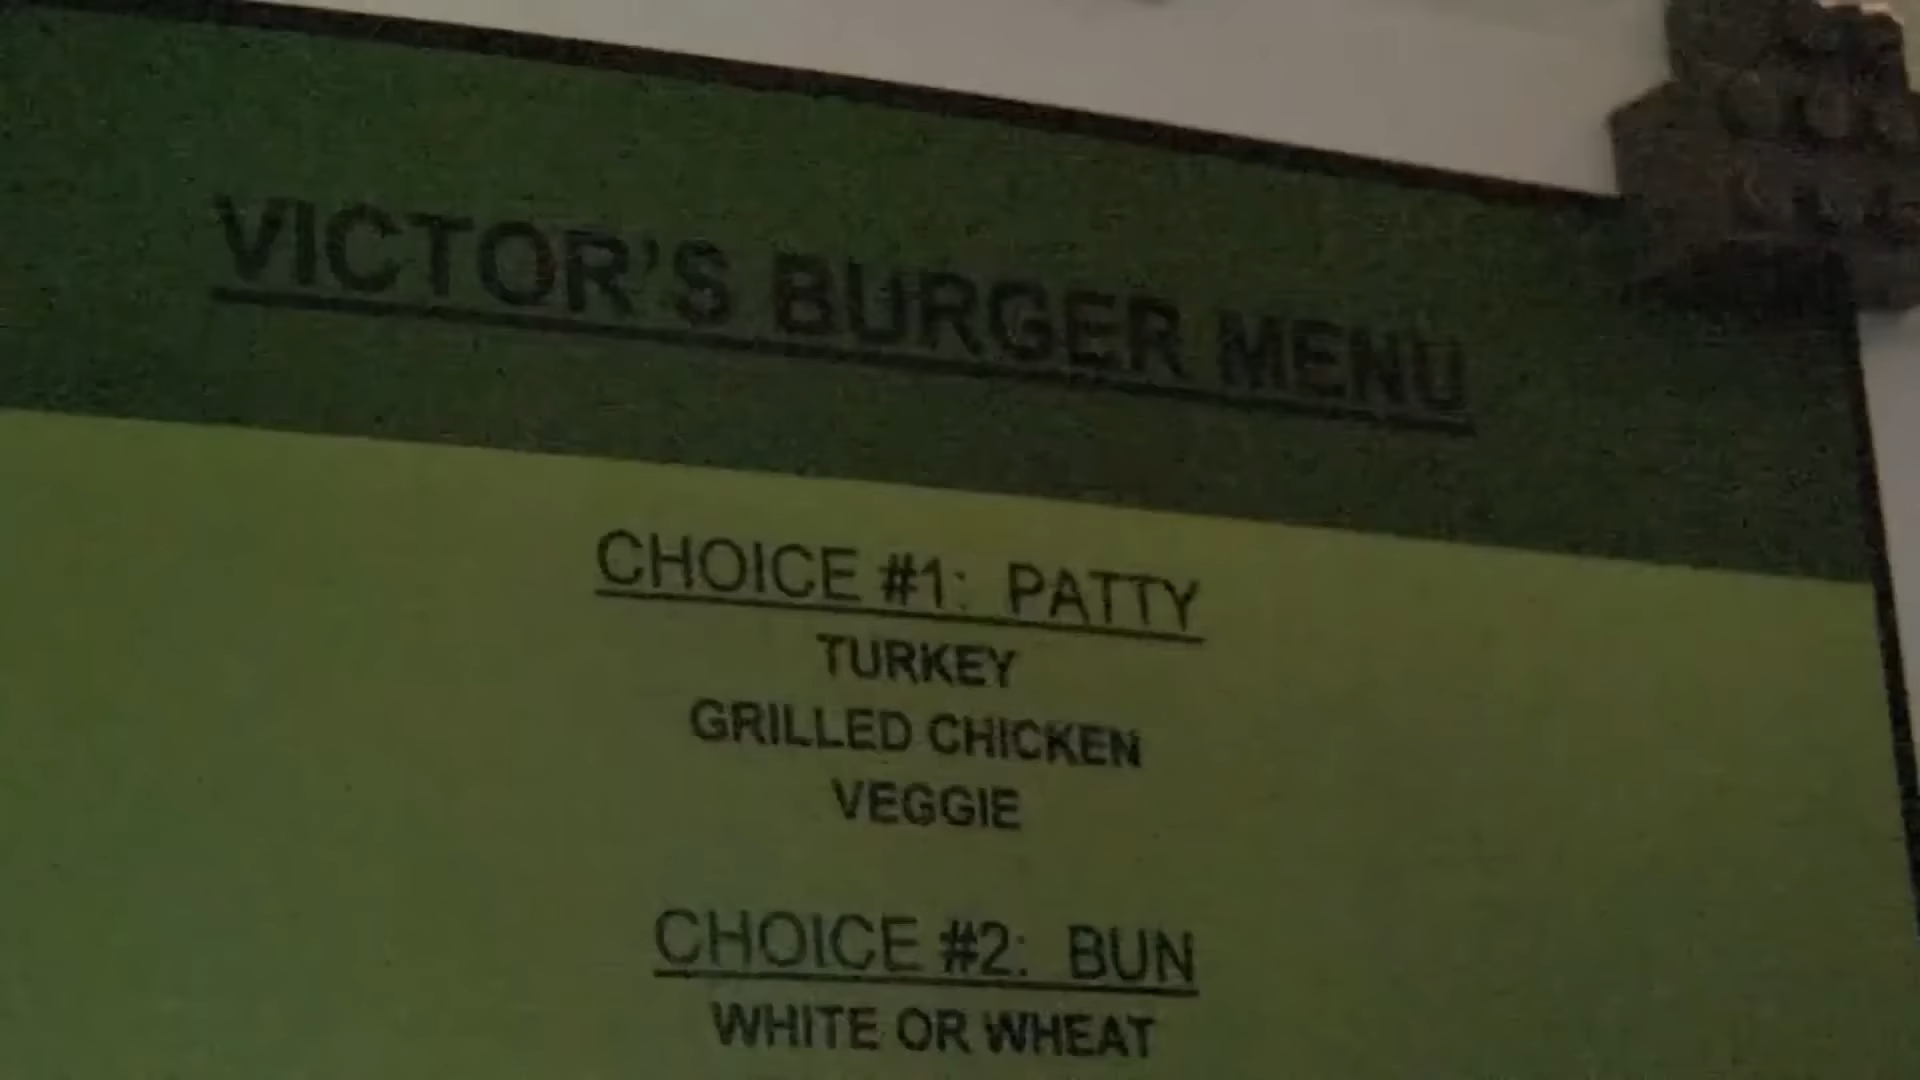 VICTOR'S BURGER MENU
CHOICE #1: PATTY
TURKEY
GRILLED CHICKEN
VEGGIE
CHOICE #2: BUN
WHITE OR WHEAT